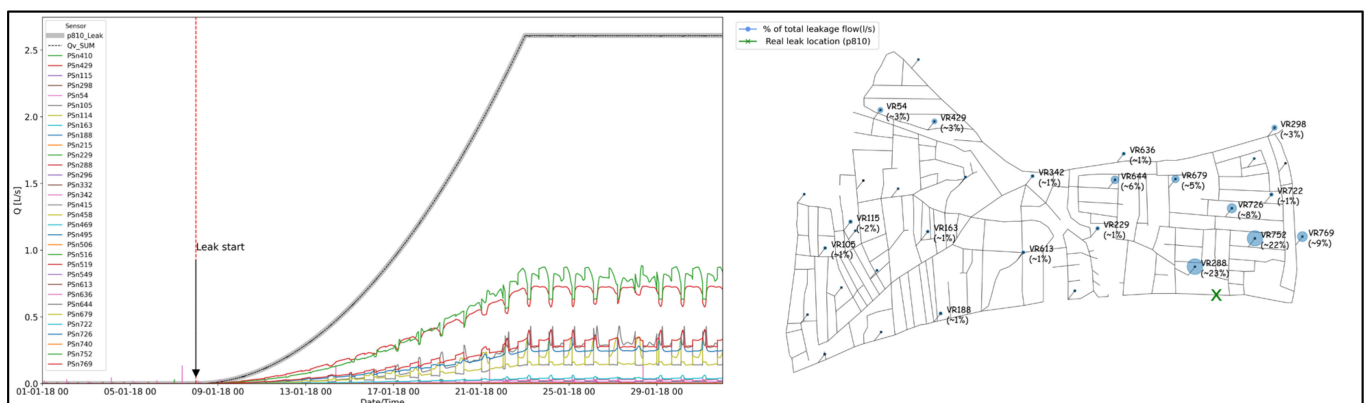 Sensor
p810_Leak
Qv_SUM
PSn410
PSn429
PSn115
PSn298
PSn54
PSn105
PSn114
PSn163
PSn188
PSn215
PSn229
PSn288
PSn296
PSn332
PSn342
PSn415
PSn458
PSn469
PSn495
PSn506
PSn516
PSn519
PSn549
PSn613
PSn636
PSn644
PSn679
PSn722
PSn726
PSn740
PSn752
PSn769
Q [L/s]
2.5
2.0
1.5
1.0
0.5
0.0
Leak start
01-01-18 00
05-01-18 00
09-01-18 00
13-01-18 00
17-01-18 00
21-01-18 00
25-01-18 00
29-01-18 00
Date/Time
% of total leakage flow(l/s)
Real leak location (p810)
VR54
(~3%)
VR429
(~3%)
VR298
(~3%)
VR636
(~1%)
VR342
(~1%)
VR644
(~6%)
VR679
(~5%)
VR722
(~1%)
VR726
(~8%)
VR115
(~2%)
VR163
(~1%)
VR229
(~1%)
VR752
(~22%)
VR769
(~9%)
VR105
(~1%)
VR613
(~1%)
VR288
(~23%)
VR188
(~1%)